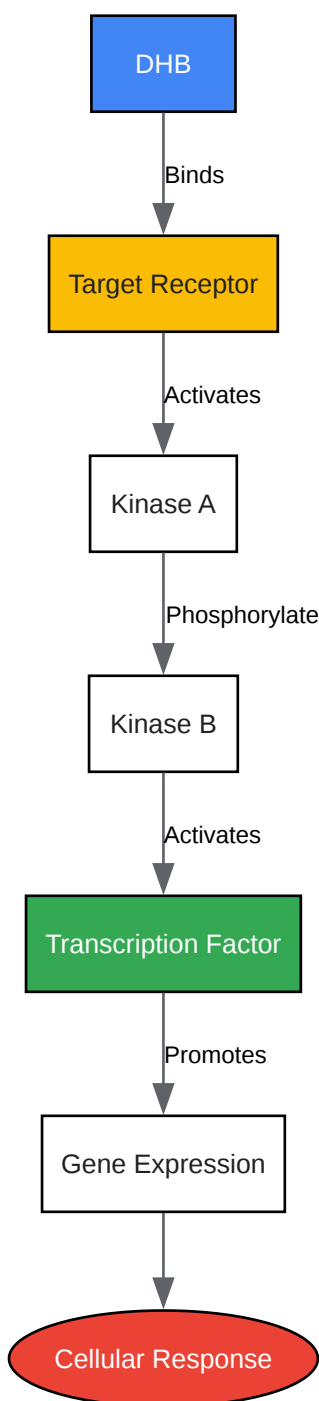 DHB
Binds
Target Receptor
Activates
Kinase A
Phosphorylate
Kinase B
Activates
Transcription Factor
Promotes
Gene Expression
Cellular Response